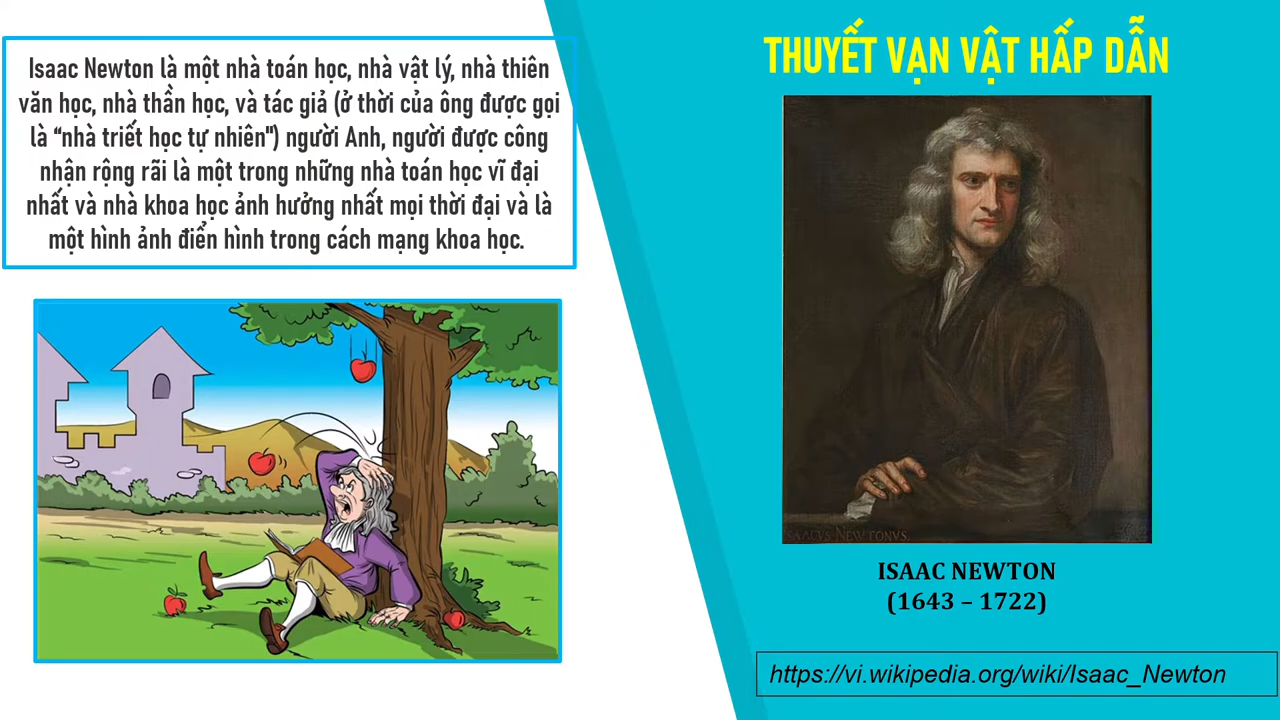 Isaac Newton là một nhà toán học, nhà vật lý, nhà thiên
văn học, nhà thần học, và tác giả (ở thời của ông được gọi
là “nhà triết học tự nhiên") người Anh, người được công
nhận rộng rãi là một trong những nhà toán học vĩ đại
nhất và nhà khoa học ảnh hưởng nhất mọi thời đại và là
một hình ảnh điển hình trong cách mạng khoa học.
THUYẾT VẠN VẬT HẤP DẪN
ISAACVS NEWTONVS
ISAAC NEWTON
(1643 – 1722)
https://vi.wikipedia.org/wiki/Isaac_Newton